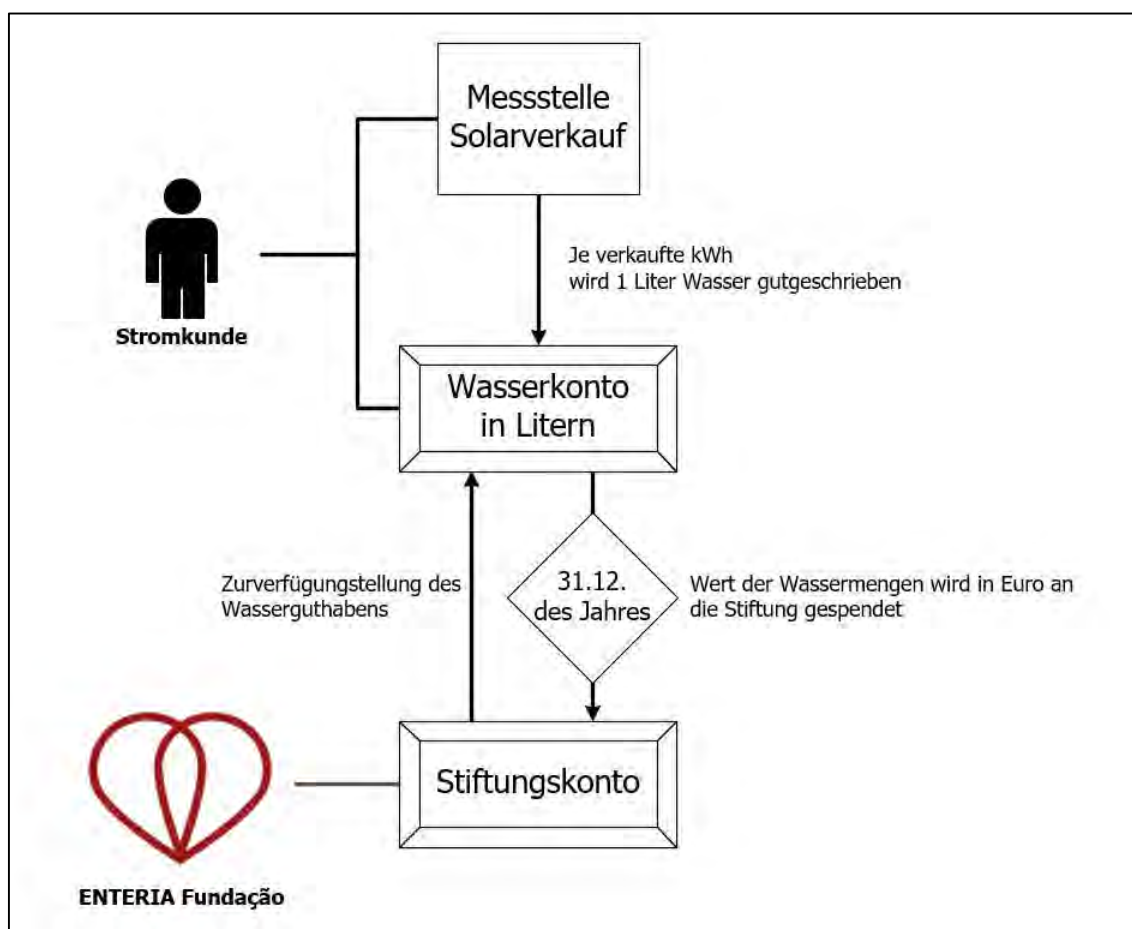 Messstelle
Solarverkauf
Je verkaufte kWh
wird 1 Liter Wasser gutgeschrieben
Stromkunde
Wasserkonto
in Litern
Zurverfügungstellung des
Wasserguthabens
31.12.
des Jahres
Wert der Wassermengen wird in Euro an
die Stiftung gespendet
Stiftungskonto
ENTERIA Fundação